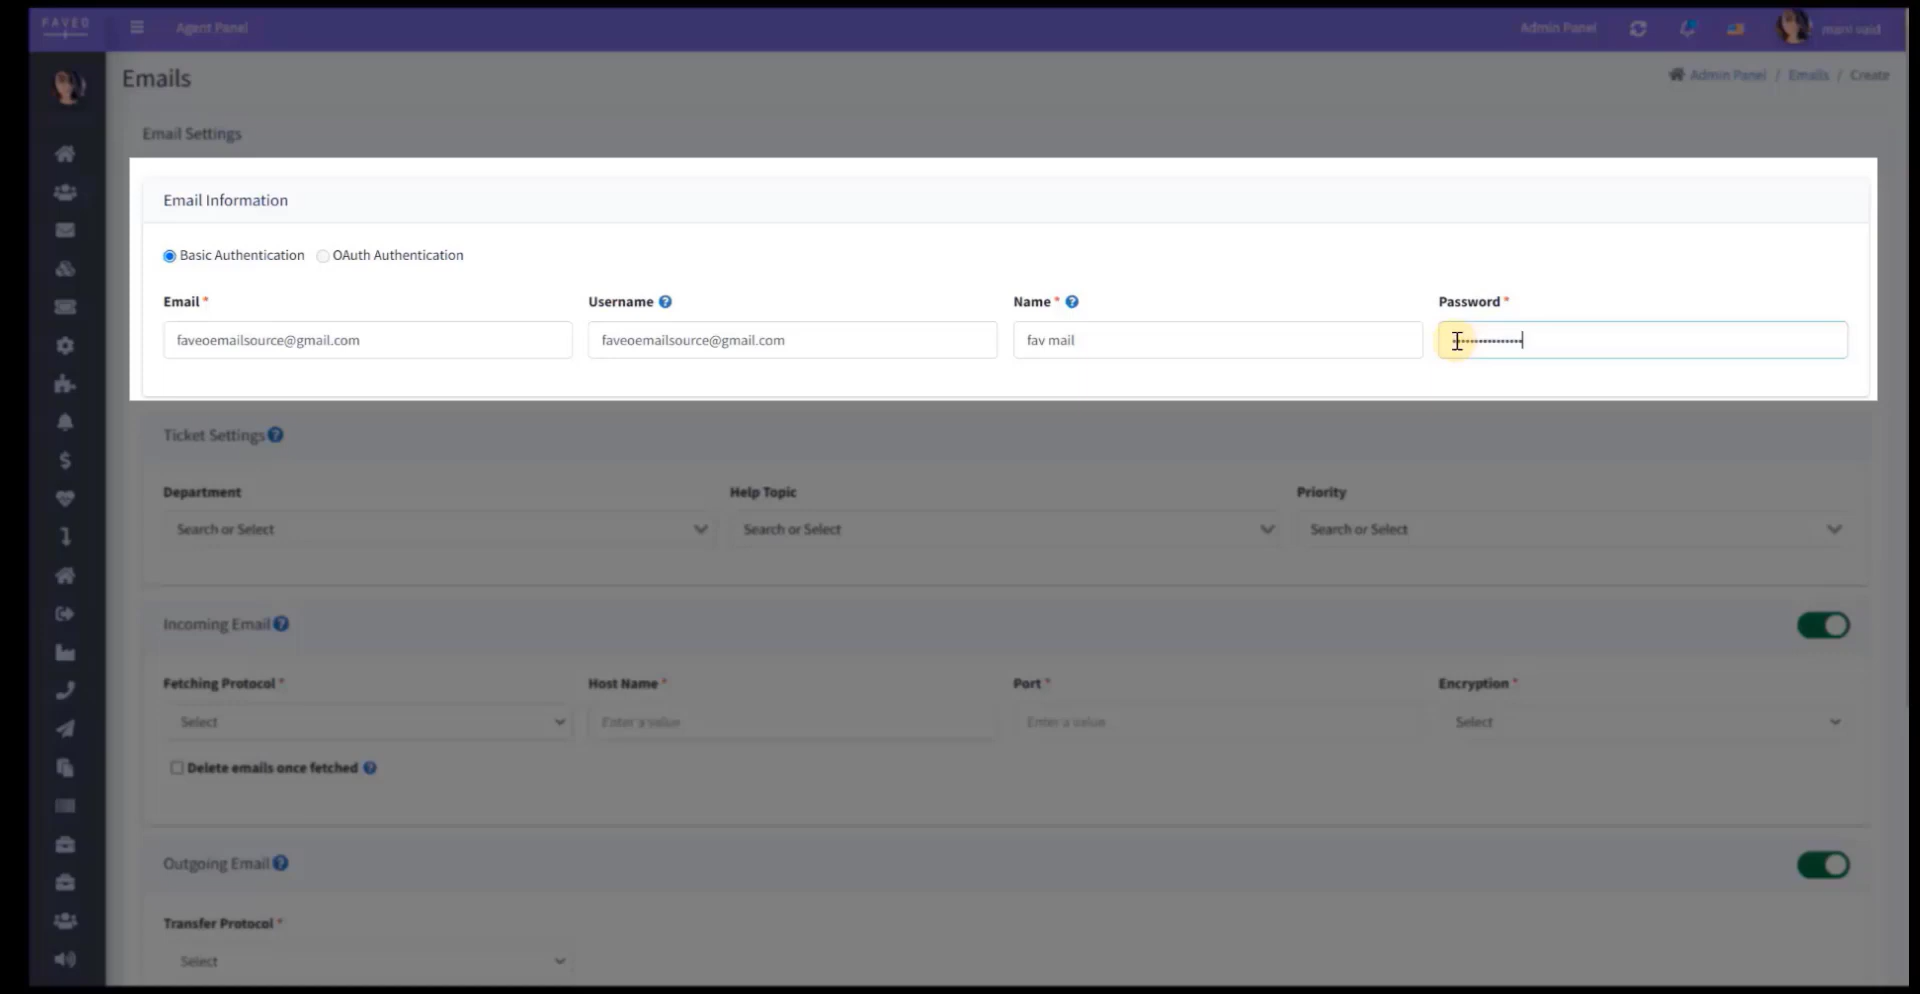 FAVEO
Agent Panel
Admin Panel
mani said
Emails
Admin Panel / Emails / Create
Email Settings
Email Information
Basic Authentication OAuth Authentication
Email * Username Name * Password *
faveoemailsource@gmail.com faveoemailsource@gmail.com fav mail
Ticket Settings
Department Help Topic Priority
Search or Select Search or Select Search or Select
Incoming Email
Fetching Protocol * Host Name * Port * Encryption *
Select Enter a value Enter a value Select
Delete emails once fetched
Outgoing Email
Transfer Protocol *
Select